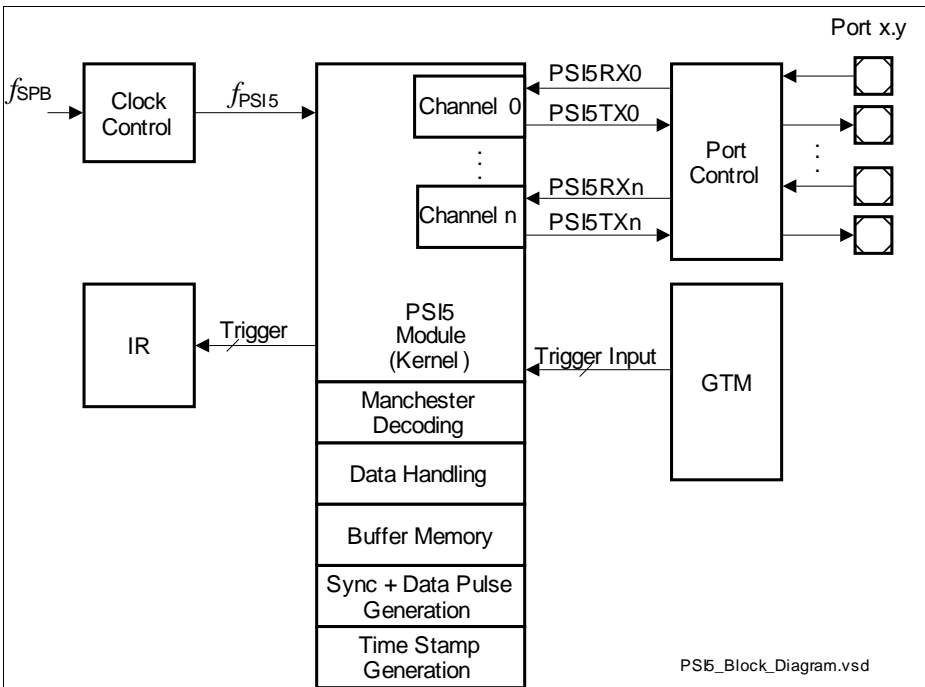 Port x.y
fSPB
Clock
Control
fPSI5
Channel 0
PSI5RX0
PSI5TX0
Channel n
PSI5RXn
PSI5TXn
Port
Control
IR
Trigger
PSI5
Module
(Kernel)
Trigger Input
GTM
Manchester
Decoding
Data Handling
Buffer Memory
Sync + Data Pulse
Generation
Time Stamp
Generation
PSI5_Block_Diagram.vsd